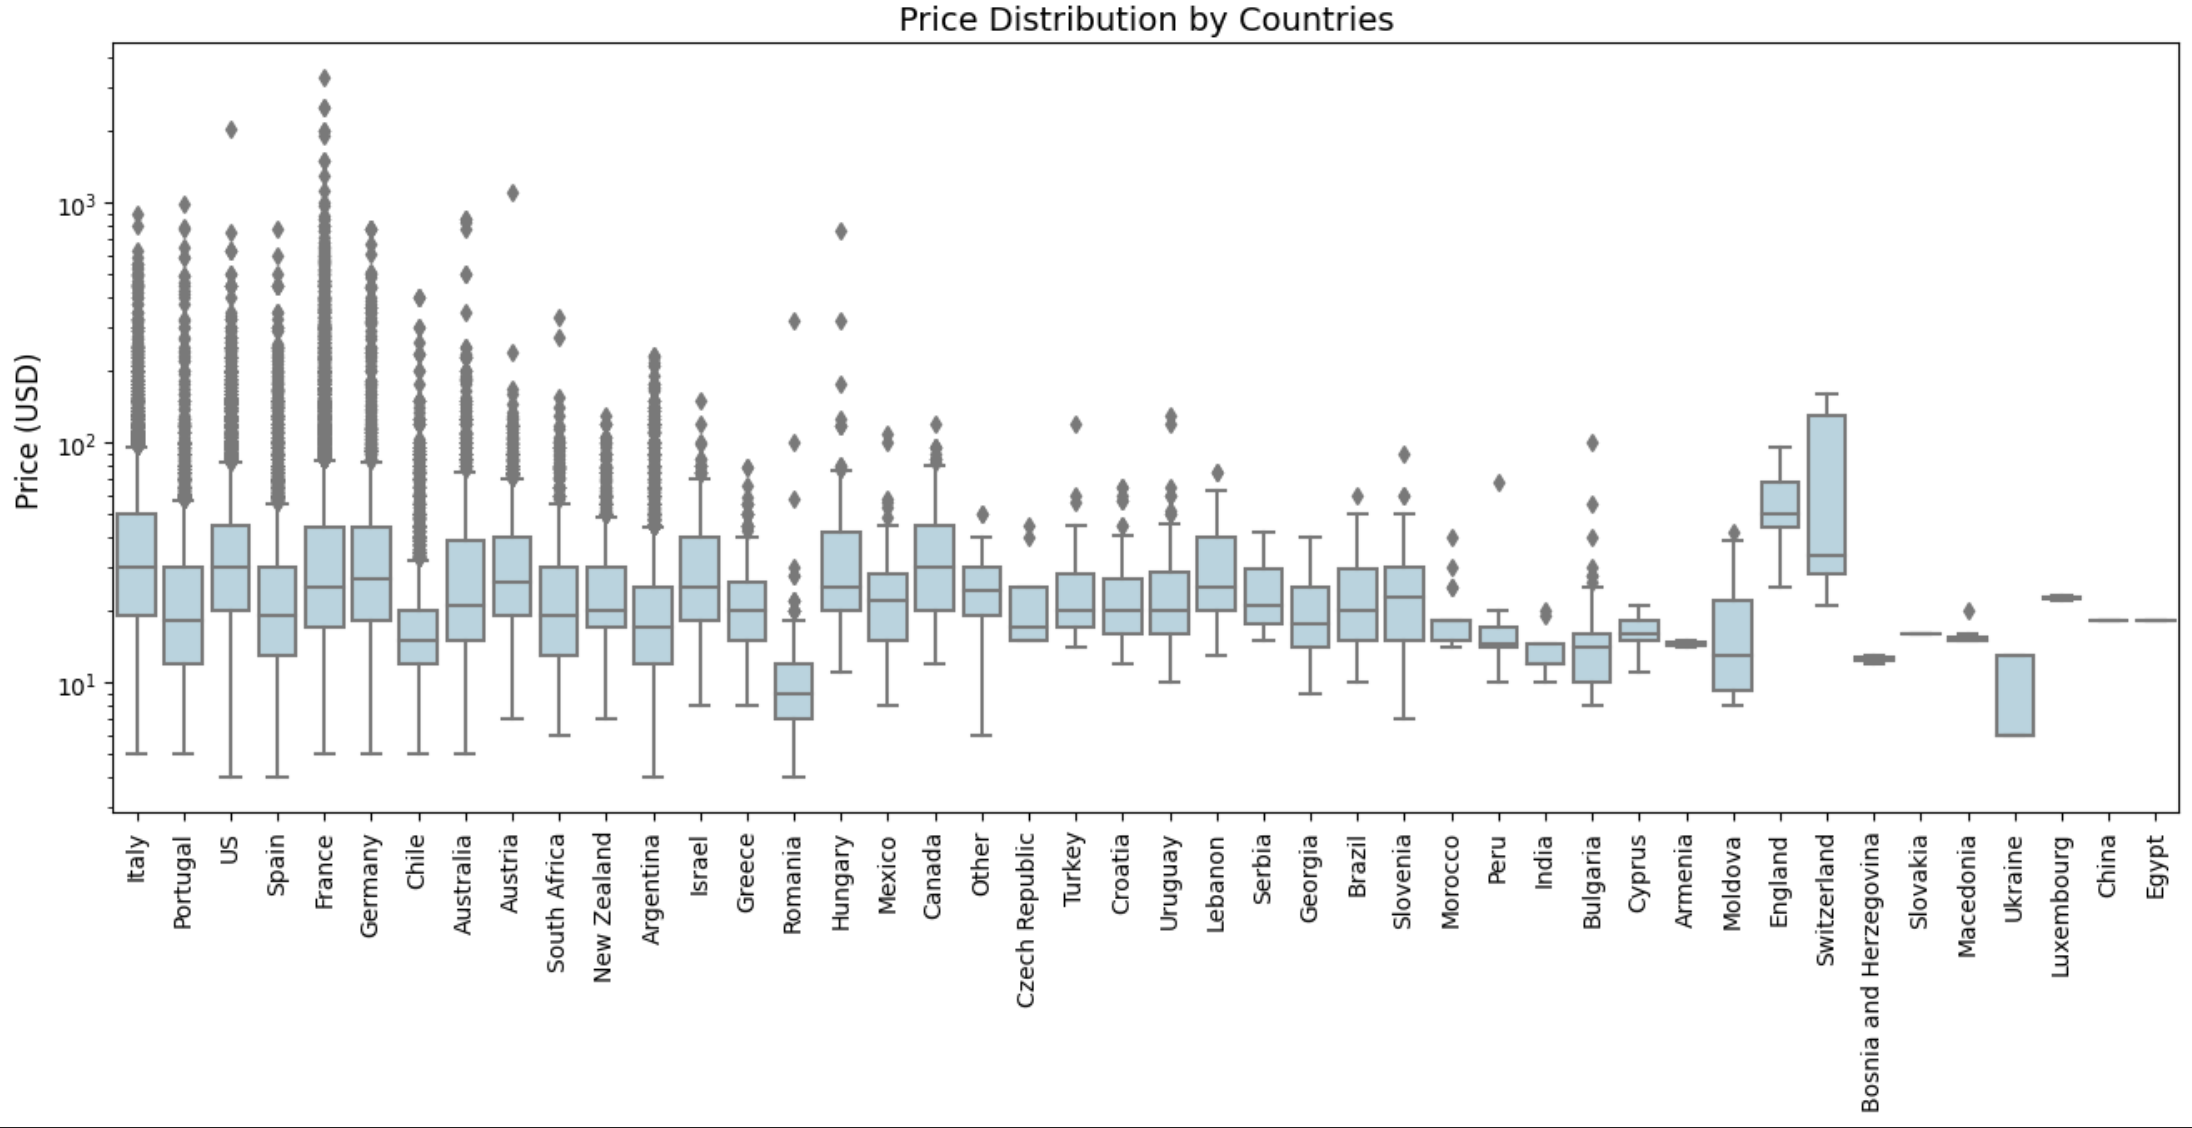 Price Distribution by Countries
Price (USD)
10³
10²
10¹
Italy
Portugal
US
Spain
France
Germany
Chile
Australia
Austria
South Africa
New Zealand
Argentina
Israel
Greece
Romania
Hungary
Mexico
Canada
Other
Czech Republic
Turkey
Croatia
Uruguay
Lebanon
Serbia
Georgia
Brazil
Slovenia
Morocco
Peru
India
Bulgaria
Cyprus
Armenia
Moldova
England
Switzerland
Bosnia and Herzegovina
Slovakia
Macedonia
Ukraine
Luxembourg
China
Egypt